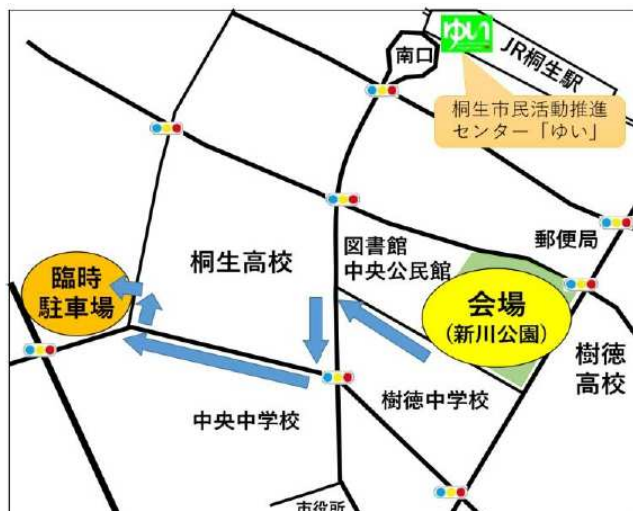 ゆい
南口
JR桐生駅
桐生市民活動推進
センター「ゆい」
郵便局
図書館
中央公民館
桐生高校
臨時
駐車場
会場
(新川公園)
樹徳
高校
樹徳中学校
中央中学校
市役所